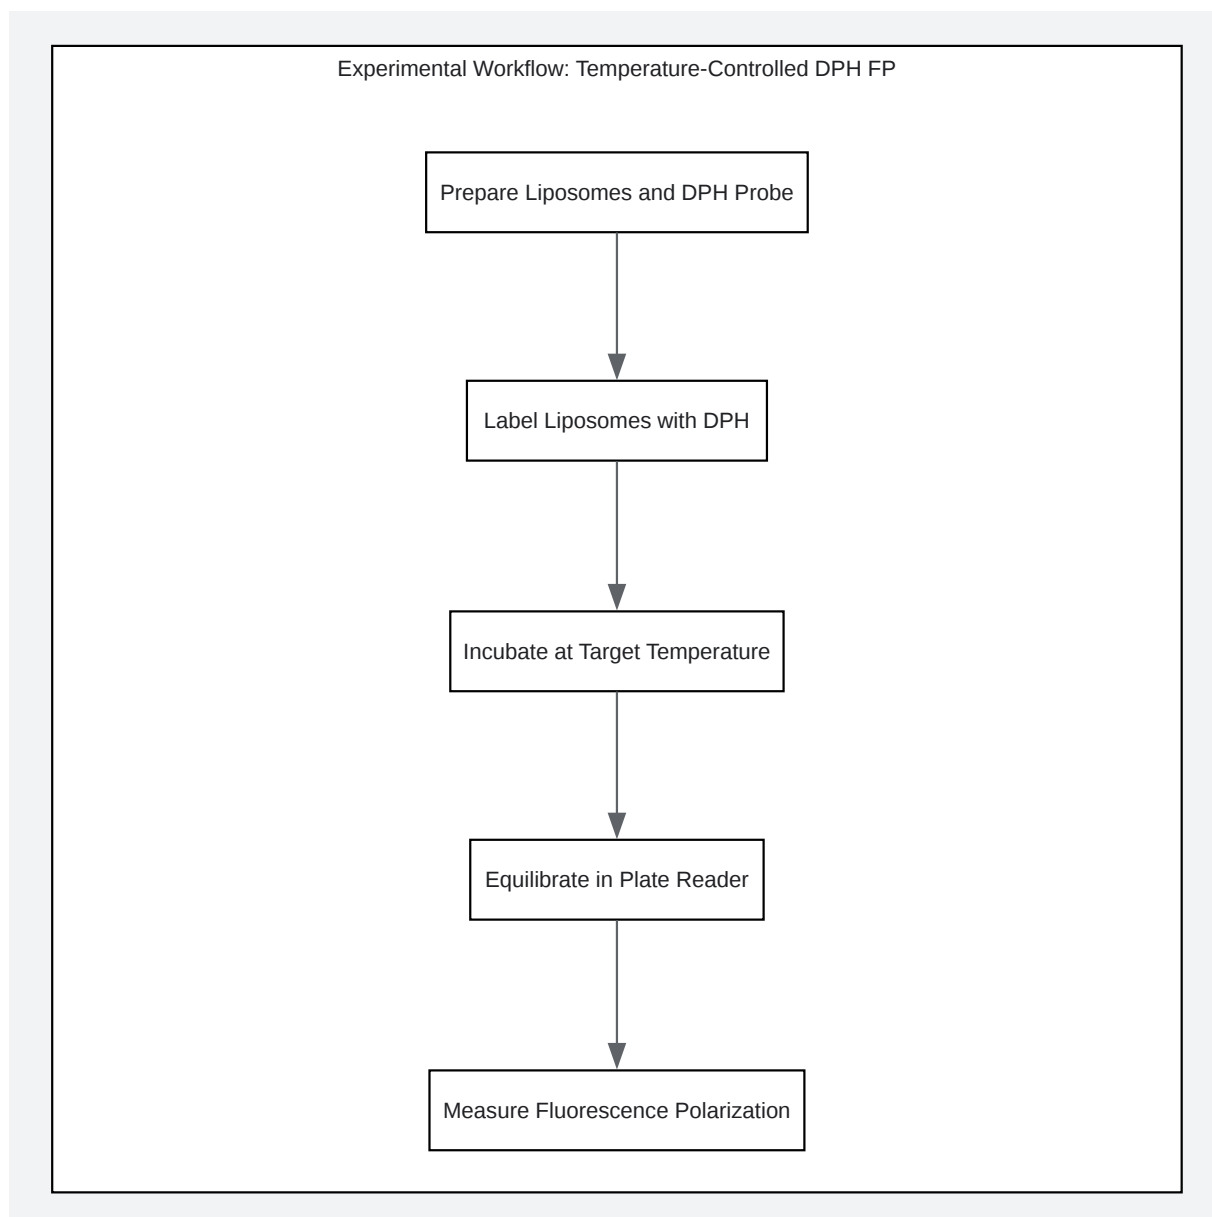 Experimental Workflow: Temperature-Controlled DPH FP
Prepare Liposomes and DPH Probe
Label Liposomes with DPH
Incubate at Target Temperature
Equilibrate in Plate Reader
Measure Fluorescence Polarization